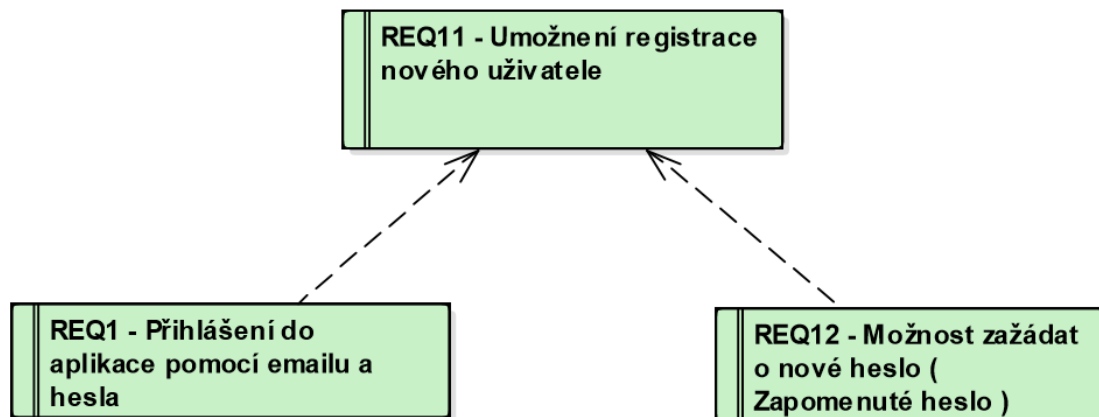 REQ11 - Umožnení registrace
nového uživatele
REQ1 - Přihlášení do
aplikace pomocí emailu a
hesla
REQ12 - Možnost zažádat
o nové heslo (
Zapomenuté heslo )